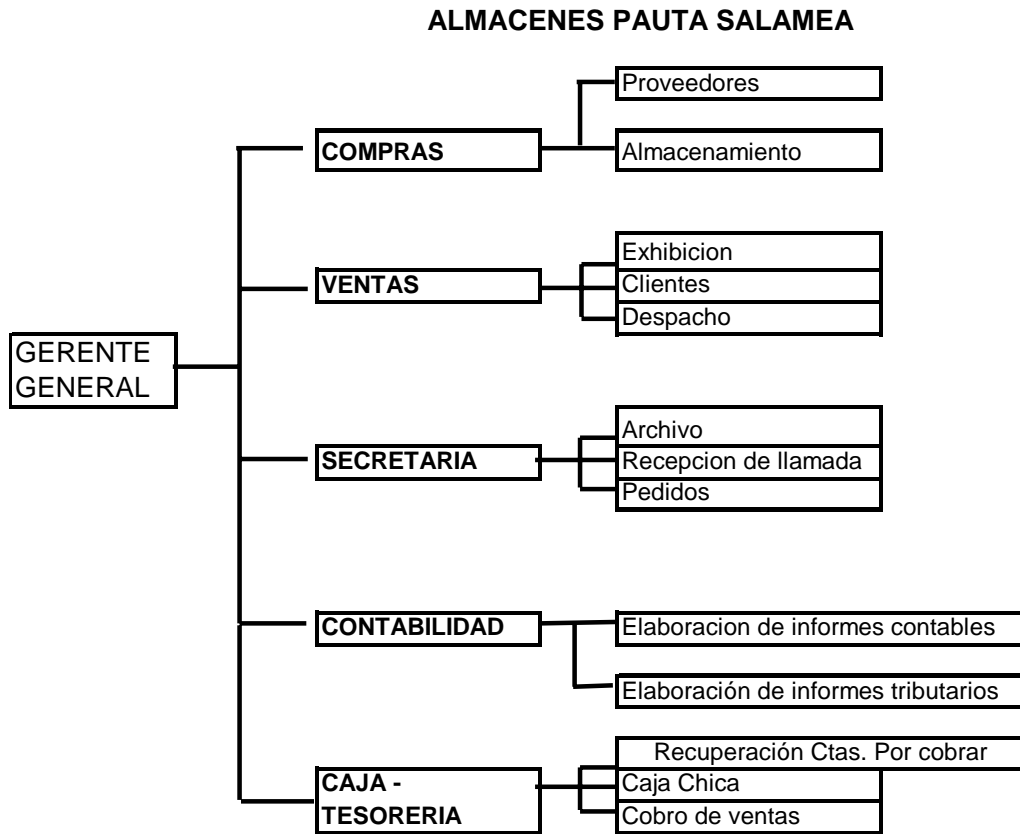 ALMACENES PAUTA SALAMEA
Proveedores
COMPRAS
Almacenamiento
Exhibicion
VENTAS
Clientes
Despacho
GERENTE
GENERAL
Archivo
SECRETARIA
Recepcion de llamada
Pedidos
CONTABILIDAD
Elaboracion de informes contables
Elaboración de informes tributarios
Recuperación Ctas. Por cobrar
CAJA -
TESORERIA
Caja Chica
Cobro de ventas